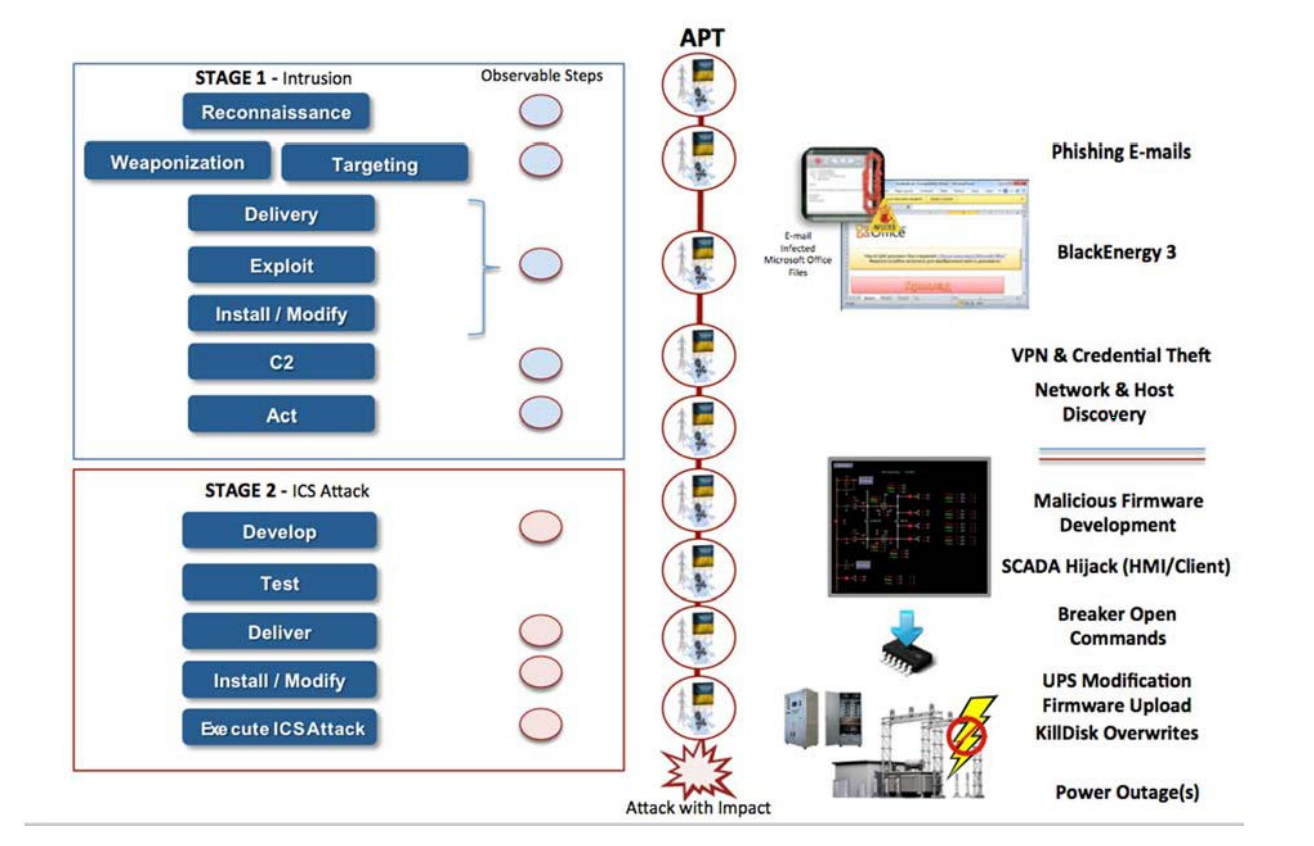 APT
STAGE 1 - Intrusion
Observable Steps
Reconnaissance
Weaponization
Targeting
Delivery
Exploit
Install / Modify
C2
Act
STAGE 2 - ICS Attack
Develop
Test
Deliver
Install / Modify
Exe cute ICS Attack
Attack with Impact
E-mail
Infected
Microsoft Office
Files
Office
Phishing E-mails
BlackEnergy 3
VPN & Credential Theft
Network & Host
Discovery
Malicious Firmware
Development
SCADA Hijack (HMI/Client)
Breaker Open
Commands
UPS Modification
Firmware Upload
KillDisk Overwrites
Power Outage(s)